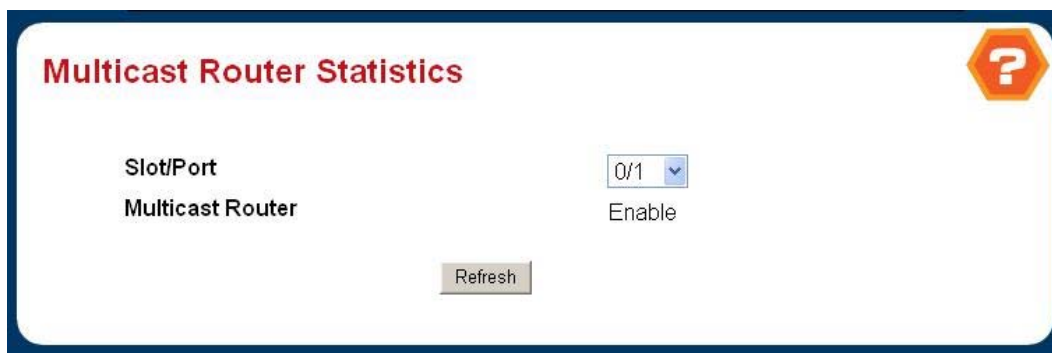 Multicast Router Statistics
?
Slot/Port 0/1
Multicast Router Enable
Refresh